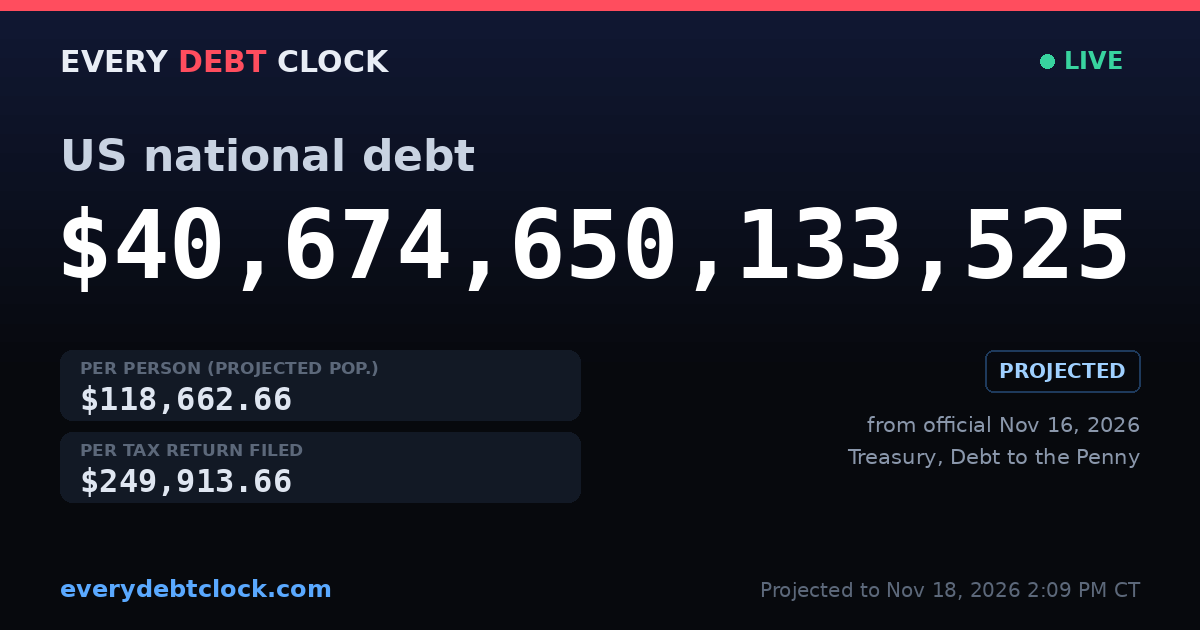 EVERY DEBT CLOCK
LIVE
US national debt
$40,674,650,133,525
PER PERSON (PROJECTED POP.)
$118,662.66
PER TAX RETURN FILED
$249,913.66
PROJECTED
from official Nov 16, 2026
Treasury, Debt to the Penny
everydebtclock.com
Projected to Nov 18, 2026 2:09 PM CT